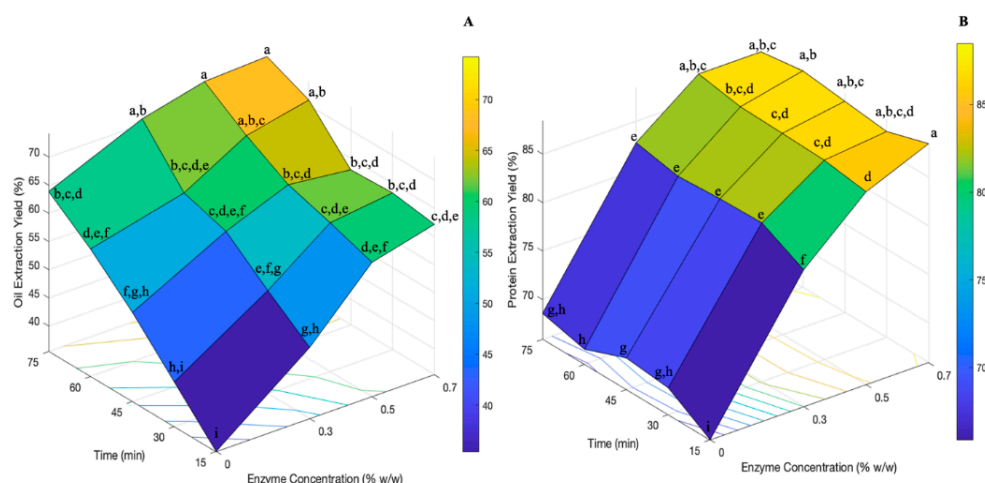 A
a
a
a,b
a,b
a,b,c
b,c,d,e
b,c,d
b,c,d
b,c,d
b,c,d
c,d,e,f
c,d,e
c,d,e
d,e,f
d,e,f
e,f,g
f,g,h
g,h
h,i
i
Oil Extraction Yield (%)
70
65
60
55
50
45
40
75
60
45
30
15
Time (min)
0
0.3
0.5
0.7
Enzyme Concentration (% w/w)
70
65
60
55
50
45
40
B
a,b,c
a,b
a,b,c
a,b,c
b,c,d
a,b,c,d
c,d
a
e
c,d
e
d
e
e
f
g,h
h
g
g,h
i
Protein Extraction Yield (%)
85
80
75
70
75
60
45
30
15
Time (min)
0
0.3
0.5
0.7
Enzyme Concentration (% w/w)
85
80
75
70